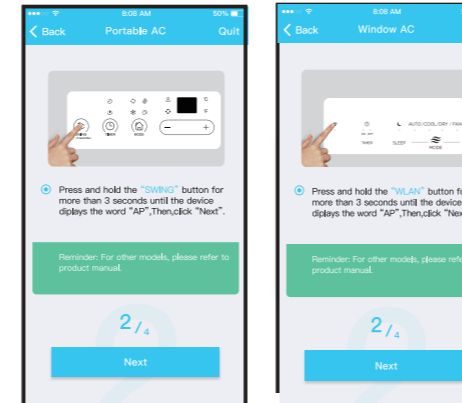 8:08 AM
50%
Back
Portable AC
Quit
°C
°F
TIMER
MODE
Press and hold the "SWING" button for
more than 3 seconds until the device
diplays the word "AP",Then,click "Next".
Reminder: For other models, please refer to
product manual.
2/4
Next
8:08 AM
Back
Window AC
AUTO/COOL/DRY/FAN
TIMER
SLEEP
MODE
Press and hold the "WLAN" button
more than 3 seconds until the device
diplays the word "AP",Then,click
Reminder: For other models, please
product manual.
2/4
Next